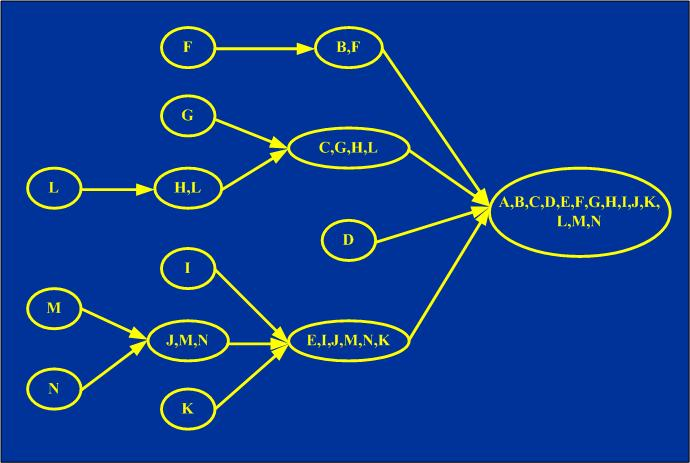 F
B,F
G
C,G,H,L
L
H,L
A,B,C,D,E,F,G,H,I,J,K,
L,M,N
D
I
M
J,M,N
E,I,J,M,N,K
N
K